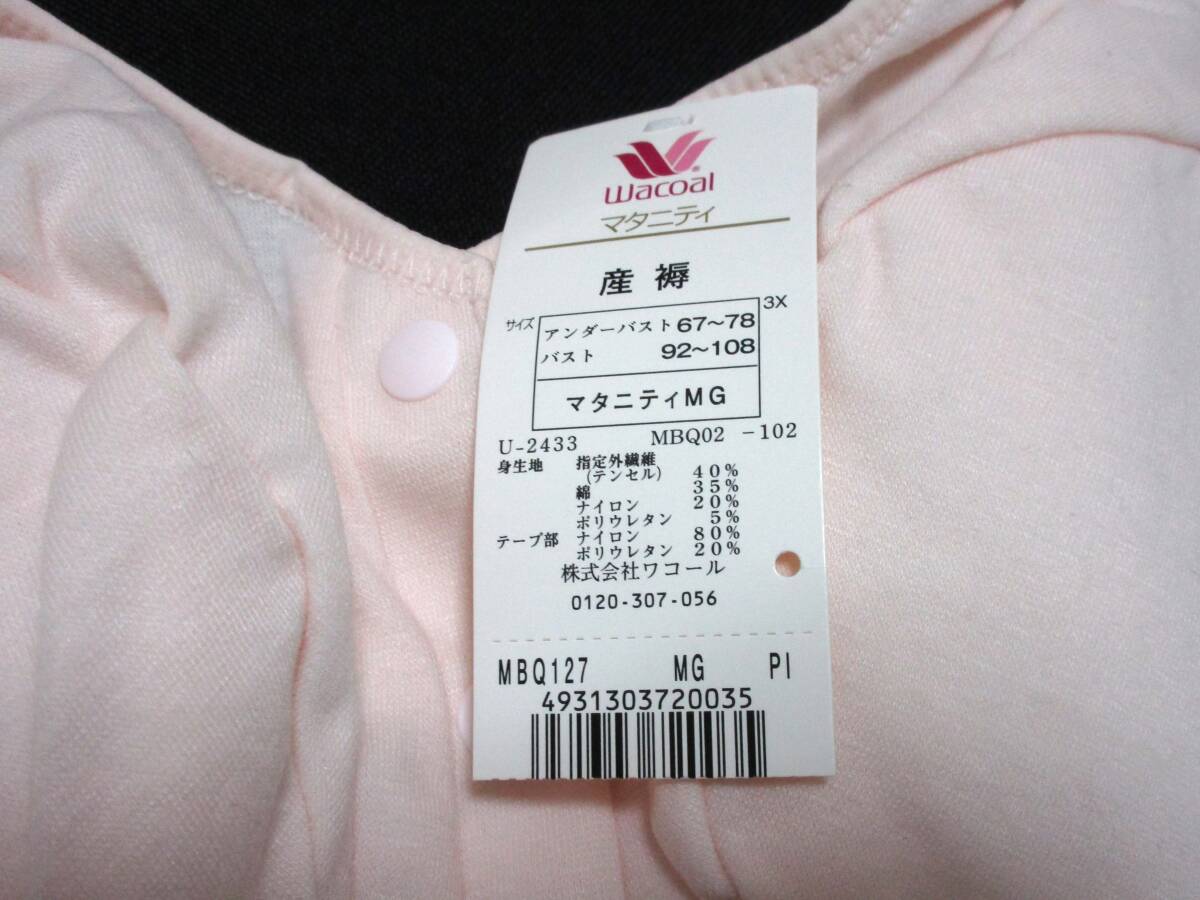 wacoal®
マタニティ
産褥
3X
サイズ アンダーバスト 67～78
バスト 92～108
マタニティMG
U-2433 MBQ02 -102
身生地 指定外繊維
(テンセル) 40%
綿 35%
ナイロン 20%
ポリウレタン 5%
テープ部 ナイロン 80%
ポリウレタン 20%
株式会社ワコール
0120-307-056
MBQ127 MG PI
4931303720035